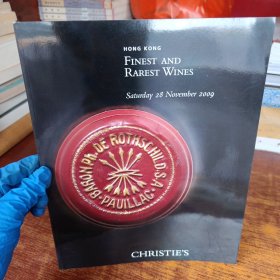 HONG KONG
FINEST AND
RAREST WINES
Saturday 28 November 2009
BARON PH. DE ROTHSCHILD.S.A.
PAUILLAC
CHRISTIE'S